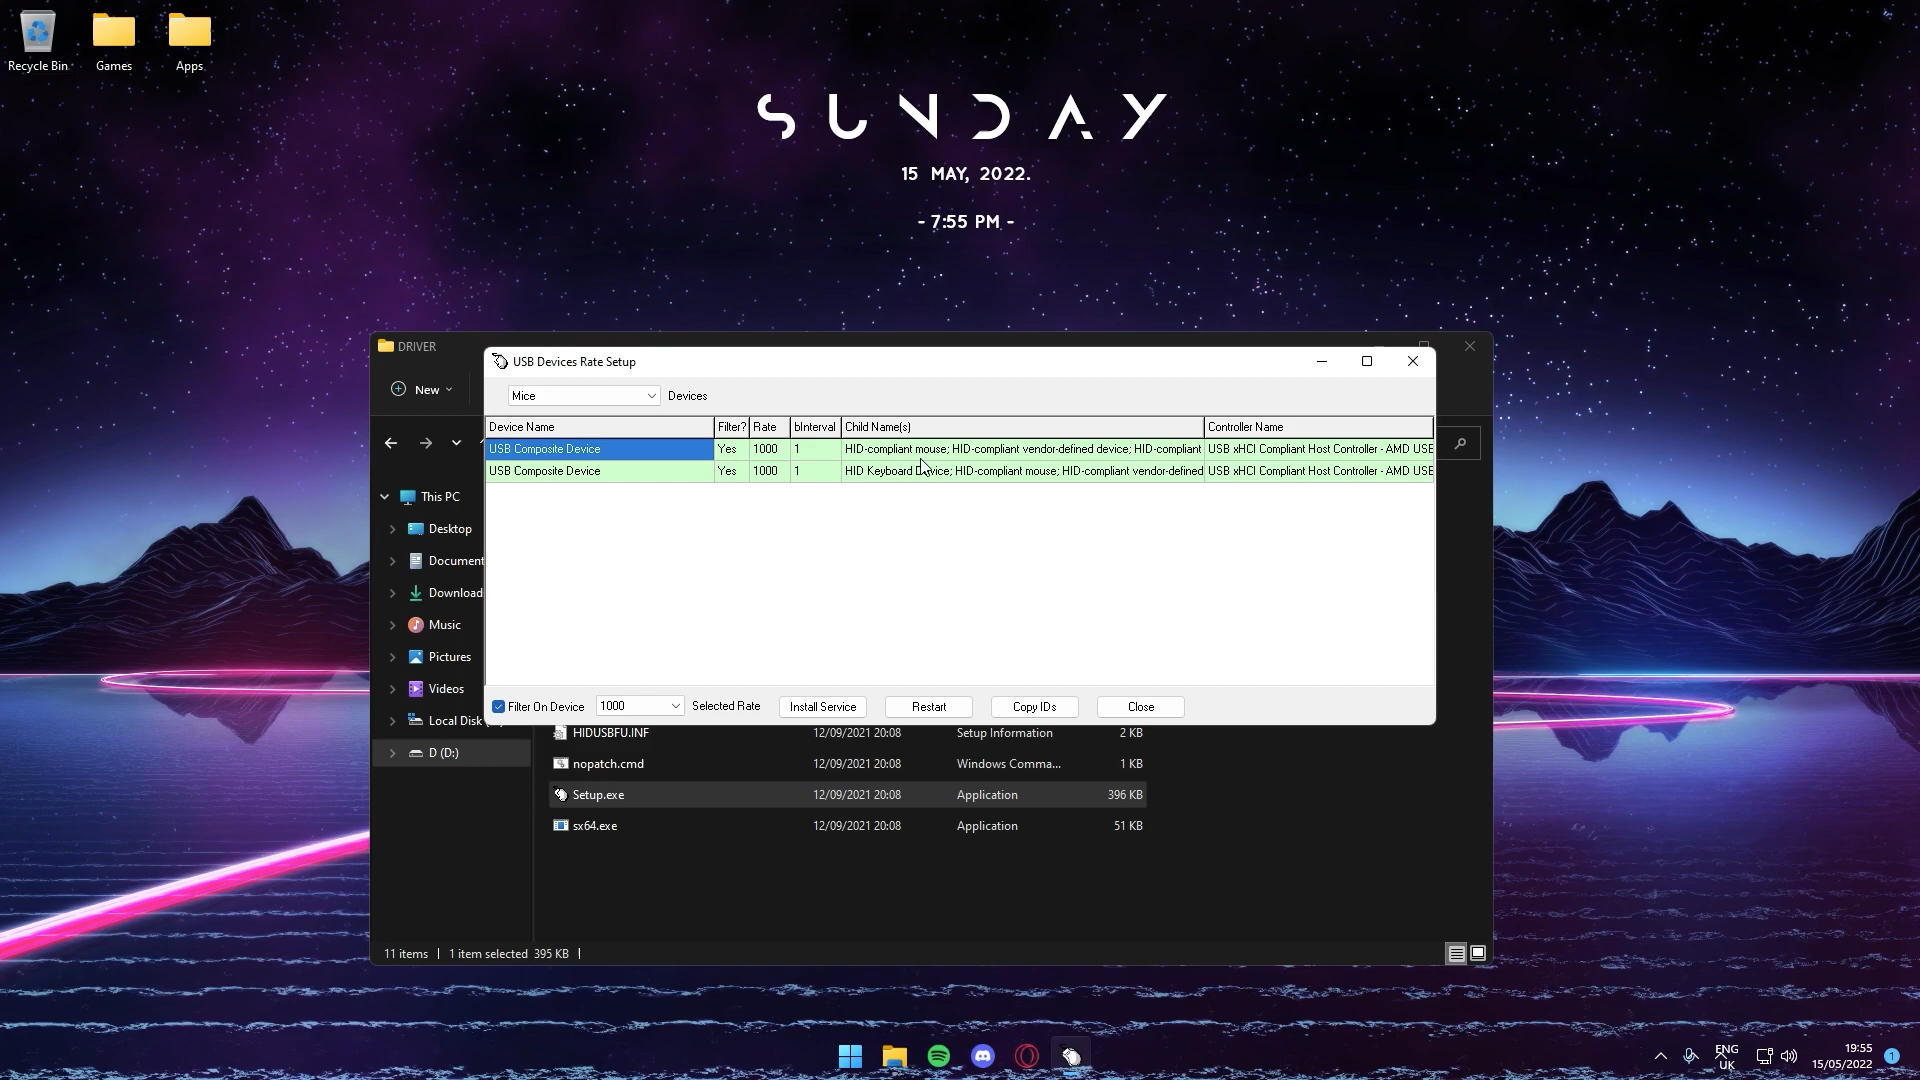 Recycle Bin
Games
Apps
SUNDAY
15 MAY, 2022.
- 7:55 PM -
DRIVER
New
USB Devices Rate Setup
Mice
Devices
Device Name Filter? Rate bInterval Child Name(s) Controller Name
USB Composite Device Yes 1000 1 HID-compliant mouse; HID-compliant vendor-defined device; HID-compliant USB xHCI Compliant Host Controller - AMD USB
USB Composite Device Yes 1000 1 HID Keyboard Device; HID-compliant mouse; HID-compliant vendor-defined USB xHCI Compliant Host Controller - AMD USB
This PC
Desktop
Document
Download
Music
Pictures
Videos
Local Disk
D (D:)
Filter On Device 1000 Selected Rate Install Service Restart Copy IDs Close
HIDUSBFU.INF 12/09/2021 20:08 Setup Information 2 KB
nopatch.cmd 12/09/2021 20:08 Windows Comma... 1 KB
Setup.exe 12/09/2021 20:08 Application 396 KB
sx64.exe 12/09/2021 20:08 Application 51 KB
11 items 1 item selected 395 KB
ENG
UK
19:55
15/05/2022
1